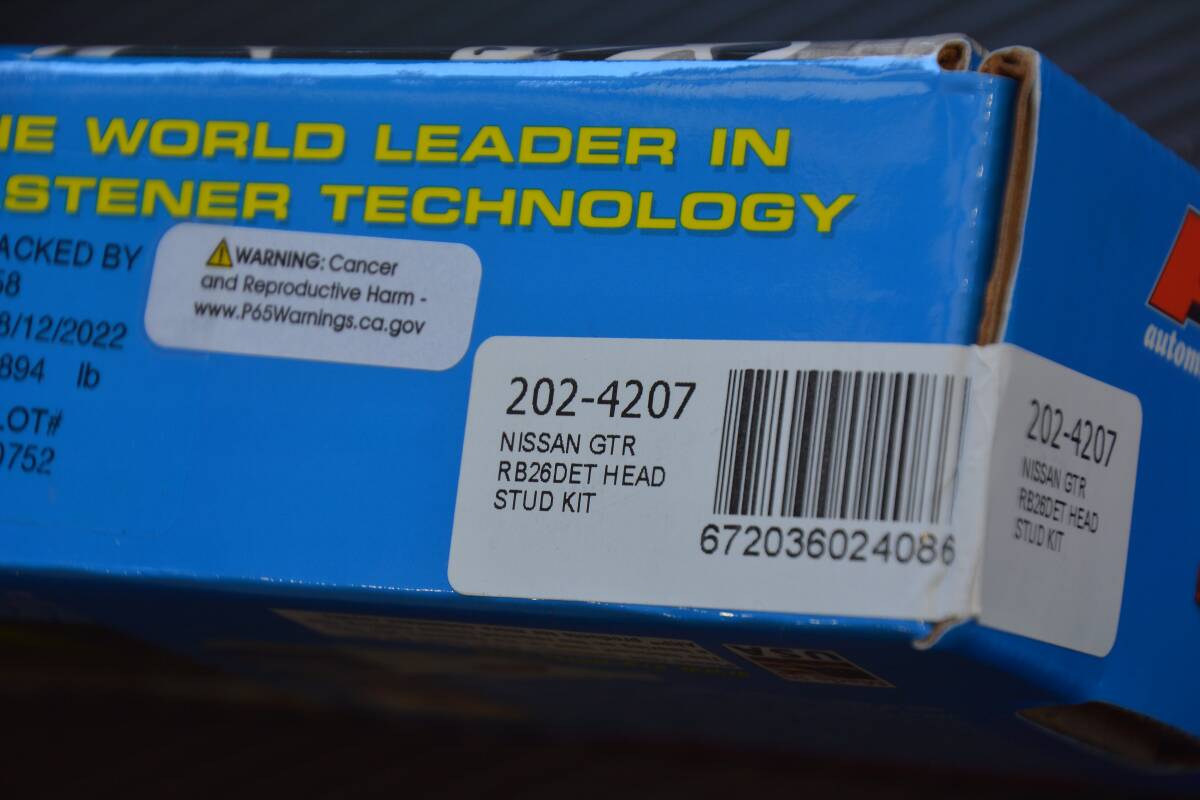 WORLD LEADER IN
STENER TECHNOLOGY
ACKED BY
8/12/2022
894 lb
LOT#
0752
WARNING: Cancer
and Reproductive Harm -
www.P65Warnings.ca.gov
202-4207
NISSAN GTR
RB26DET HEAD
STUD KIT
672036024086
202-4207
NISSAN GTR
RB26DET HEAD
STUD KIT
autom
USA